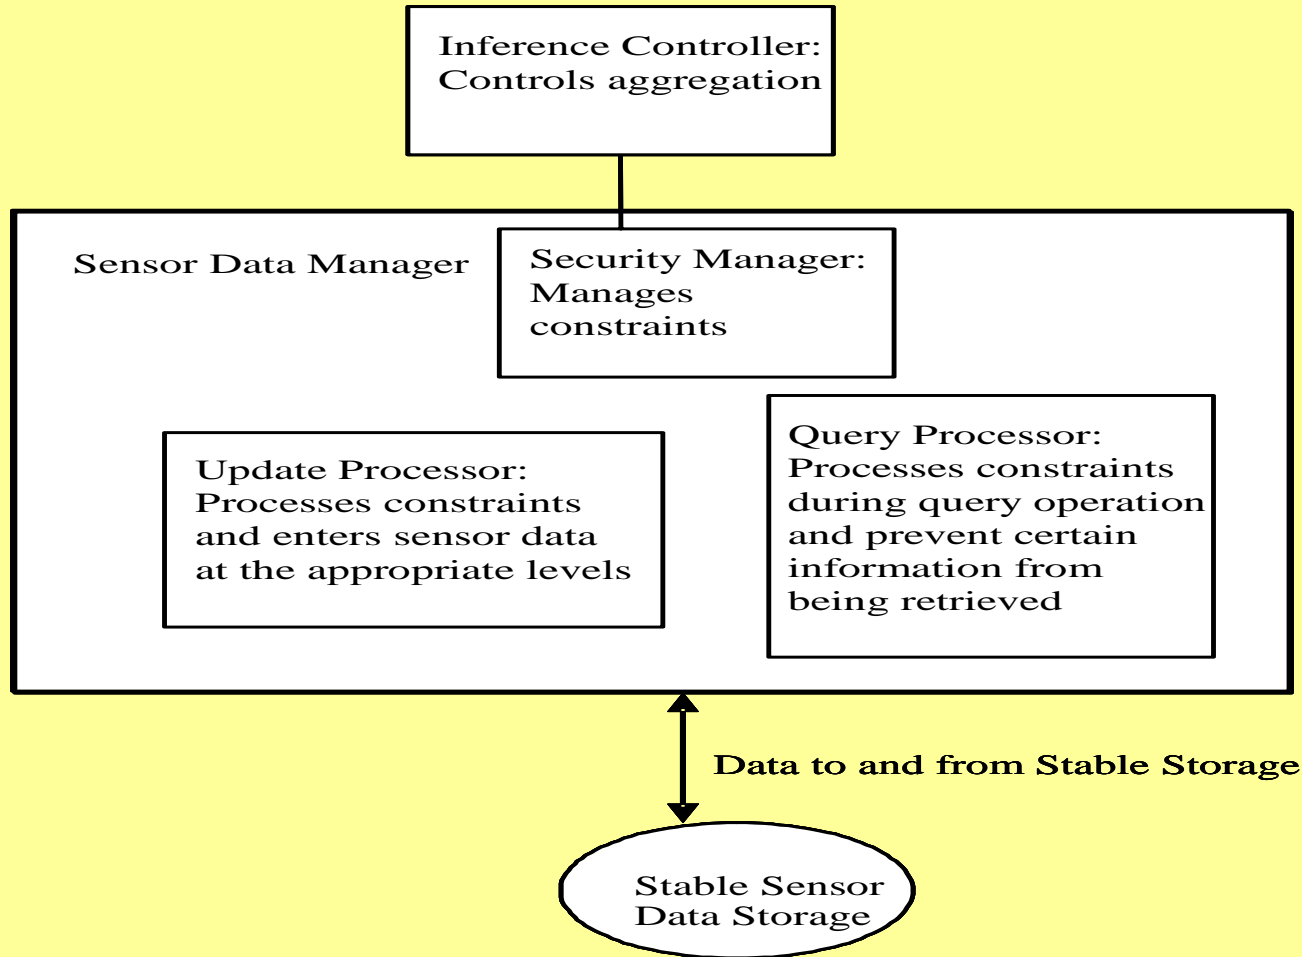 Inference Controller:
Controls aggregation
Sensor Data Manager
Security Manager:
Manages
constraints
Update Processor:
Processes constraints
and enters sensor data
at the appropriate levels
Query Processor:
Processes constraints
during query operation
and prevent certain
information from
being retrieved
Data to and from Stable Storage
Stable Sensor
Data Storage